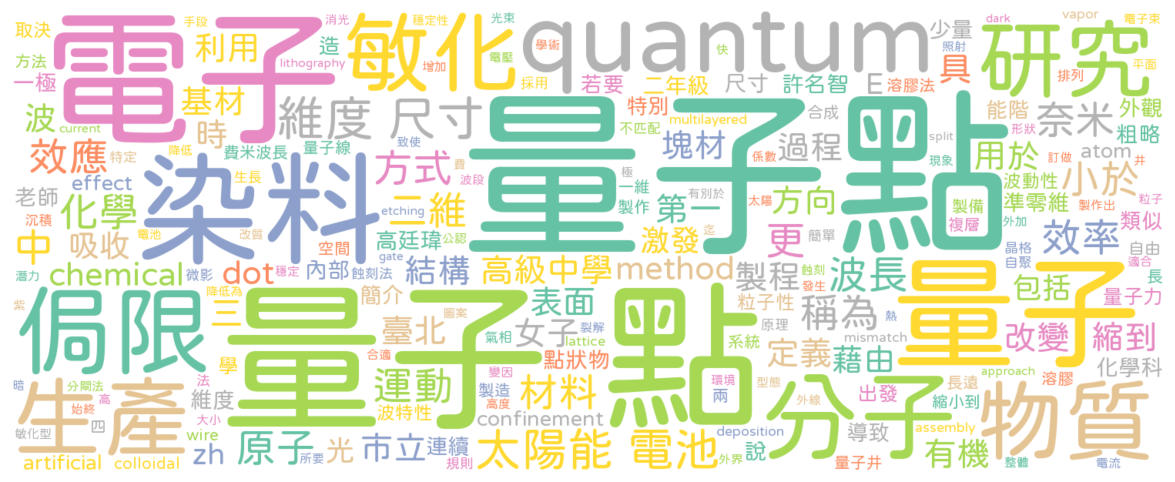 量子點
量子點
電子
quantum
敏化
研究
染料
侷限
量子
分子
物質
生產
維度 尺寸
太陽能 電池
二維
效應
方式
化學
吸收
chemical
dot
method
高級中學
結構
內部
高廷瑋
激發
第一
更
方向
波長
製程
稱為
定義
藉由
改變
縮到
包括
效率
小於
奈米
用於
準零維
類似
塊材
過程
特別
若要
二年級
尺寸
許名智
E
少量
具
能階
外觀
粗略
atom
波動性
量子力
化學科
長
取決
利用
造
手段
消光
穩定性
光束
學術
快
方法
一極
lithography
增加
電壓
採用
基材
波
current
時
降低
特定
費米波長
量子線
致使
不匹配
multilayered
合成
溶膠法
照射
dark
vapor
電子束
平面
排列
split
現象
形狀
訂做
井
係數
老師
effect
沉積
電池
生長
改質
公認
etching
gate
波段
費
極
一維
製作
有別於
迄
太陽
簡單
製備
複層
外加
製作出
粒子
晶格
自聚
自由
適合
中
空間
潛力
微影
穩定
蝕刻法
蝕刻
發生
熱
降低為
紫
三
簡介
臺北
圖案
氣相
裂解
lattice
表面
女子
點狀物
粒子性
系統
原理
mismatch
approach
溶膠
學
合適
變因
運動
材料
環境
型態
外線
出發
長遠
縮小到
暗
分閘法
高
法
維度
波特性
製造
高度
confinement
兩
始終
四
大小
wire
敏化型
原子
zh
所要
光
市立
連續
規則
deposition
外界
說
導致
量子井
assembly
有機
整體
電流
artificial
colloidal